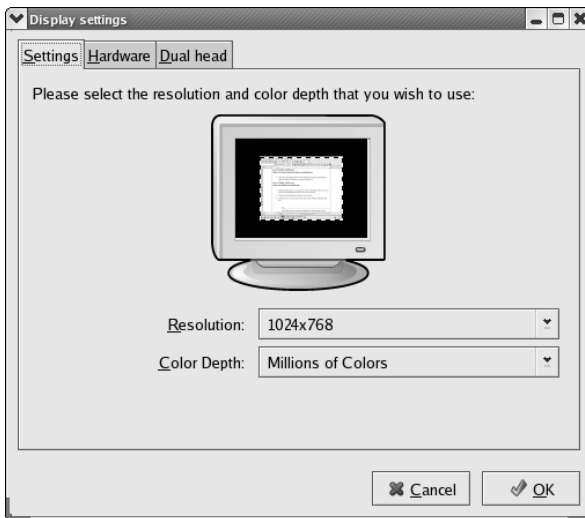 Display settings
Settings Hardware Dual head
Please select the resolution and color depth that you wish to use:
Resolution: 1024x768
Color Depth: Millions of Colors
Cancel OK